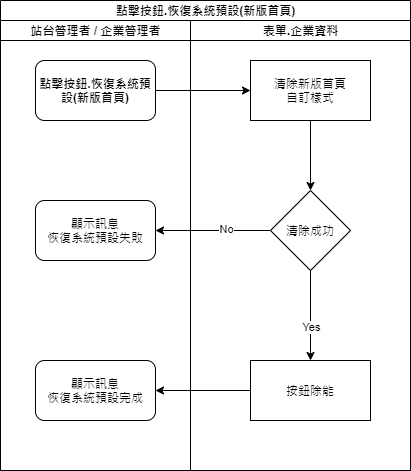 點擊按鈕.恢復系統預設(新版首頁)
站台管理者 / 企業管理者
表單.企業資料
點擊按鈕.恢復系統預
設(新版首頁)
清除新版首頁
自訂樣式
顯示訊息
恢復系統預設失敗
No
清除成功
Yes
顯示訊息
恢復系統預設完成
按鈕除能